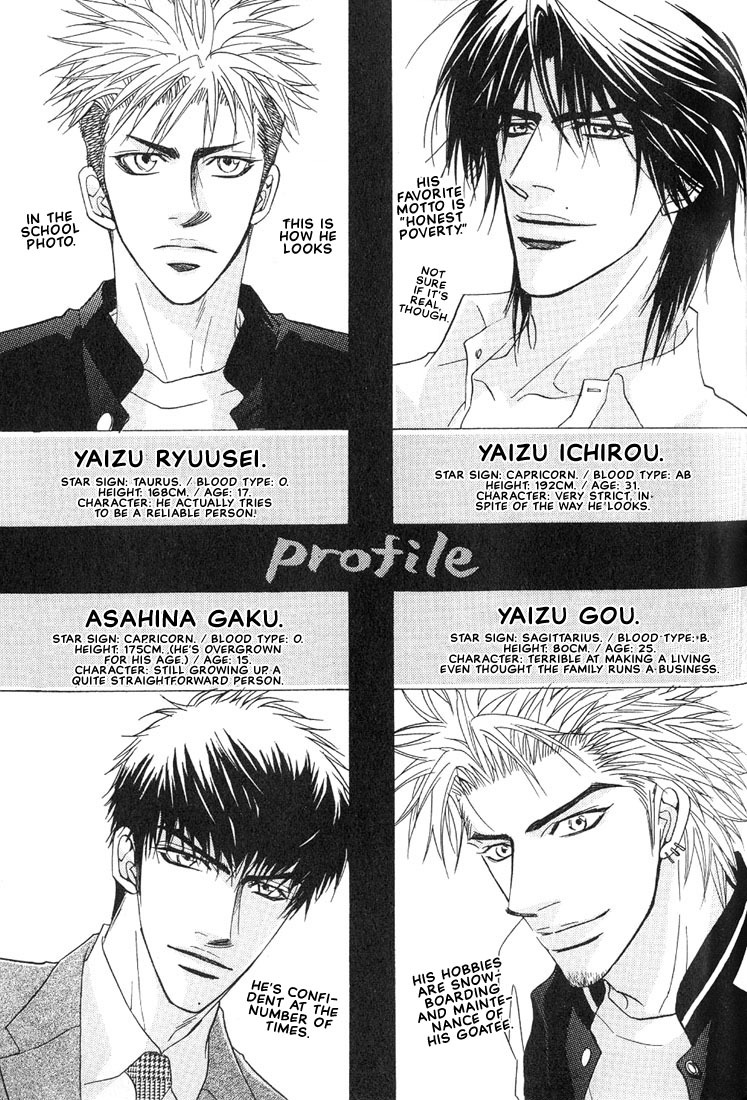 IN THE
SCHOOL
PHOTO.
THIS IS
HOW HE
LOOKS
YAIZU RYUUSEI.
STAR SIGN: TAURUS. / BLOOD TYPE: O.
HEIGHT: 168CM. / AGE: 17.
CHARACTER: HE ACTUALLY TRIES
TO BE A RELIABLE PERSON.
HIS
FAVORITE
MOTTO IS
"HONEST
POVERTY."
NOT
SURE
IF IT'S
REAL,
THOUGH.
YAIZU ICHIROU.
STAR SIGN: CAPRICORN. / BLOOD TYPE: AB
HEIGHT: 192CM. / AGE: 31.
CHARACTER: VERY STRICT, IN
SPITE OF THE WAY HE LOOKS.
profile
ASAHINA GAKU.
STAR SIGN: CAPRICORN. / BLOOD TYPE: O.
HEIGHT: 175CM. (HE'S OVERGROWN
FOR HIS AGE.) / AGE: 15.
CHARACTER: STILL GROWING UP A
QUITE STRAIGHTFORWARD PERSON.
HE'S CONFI-
DENT AT THE
NUMBER OF
TIMES.
YAIZU GOU.
STAR SIGN: SAGITTARIUS. / BLOOD TYPE: B.
HEIGHT: 80CM. / AGE: 25.
CHARACTER: TERRIBLE AT MAKING A LIVING
EVEN THOUGHT THE FAMILY RUNS A BUSINESS.
HIS HOBBIES
ARE SNOW-
BOARDING
AND MAINTE-
NANCE OF
HIS GOATEE.